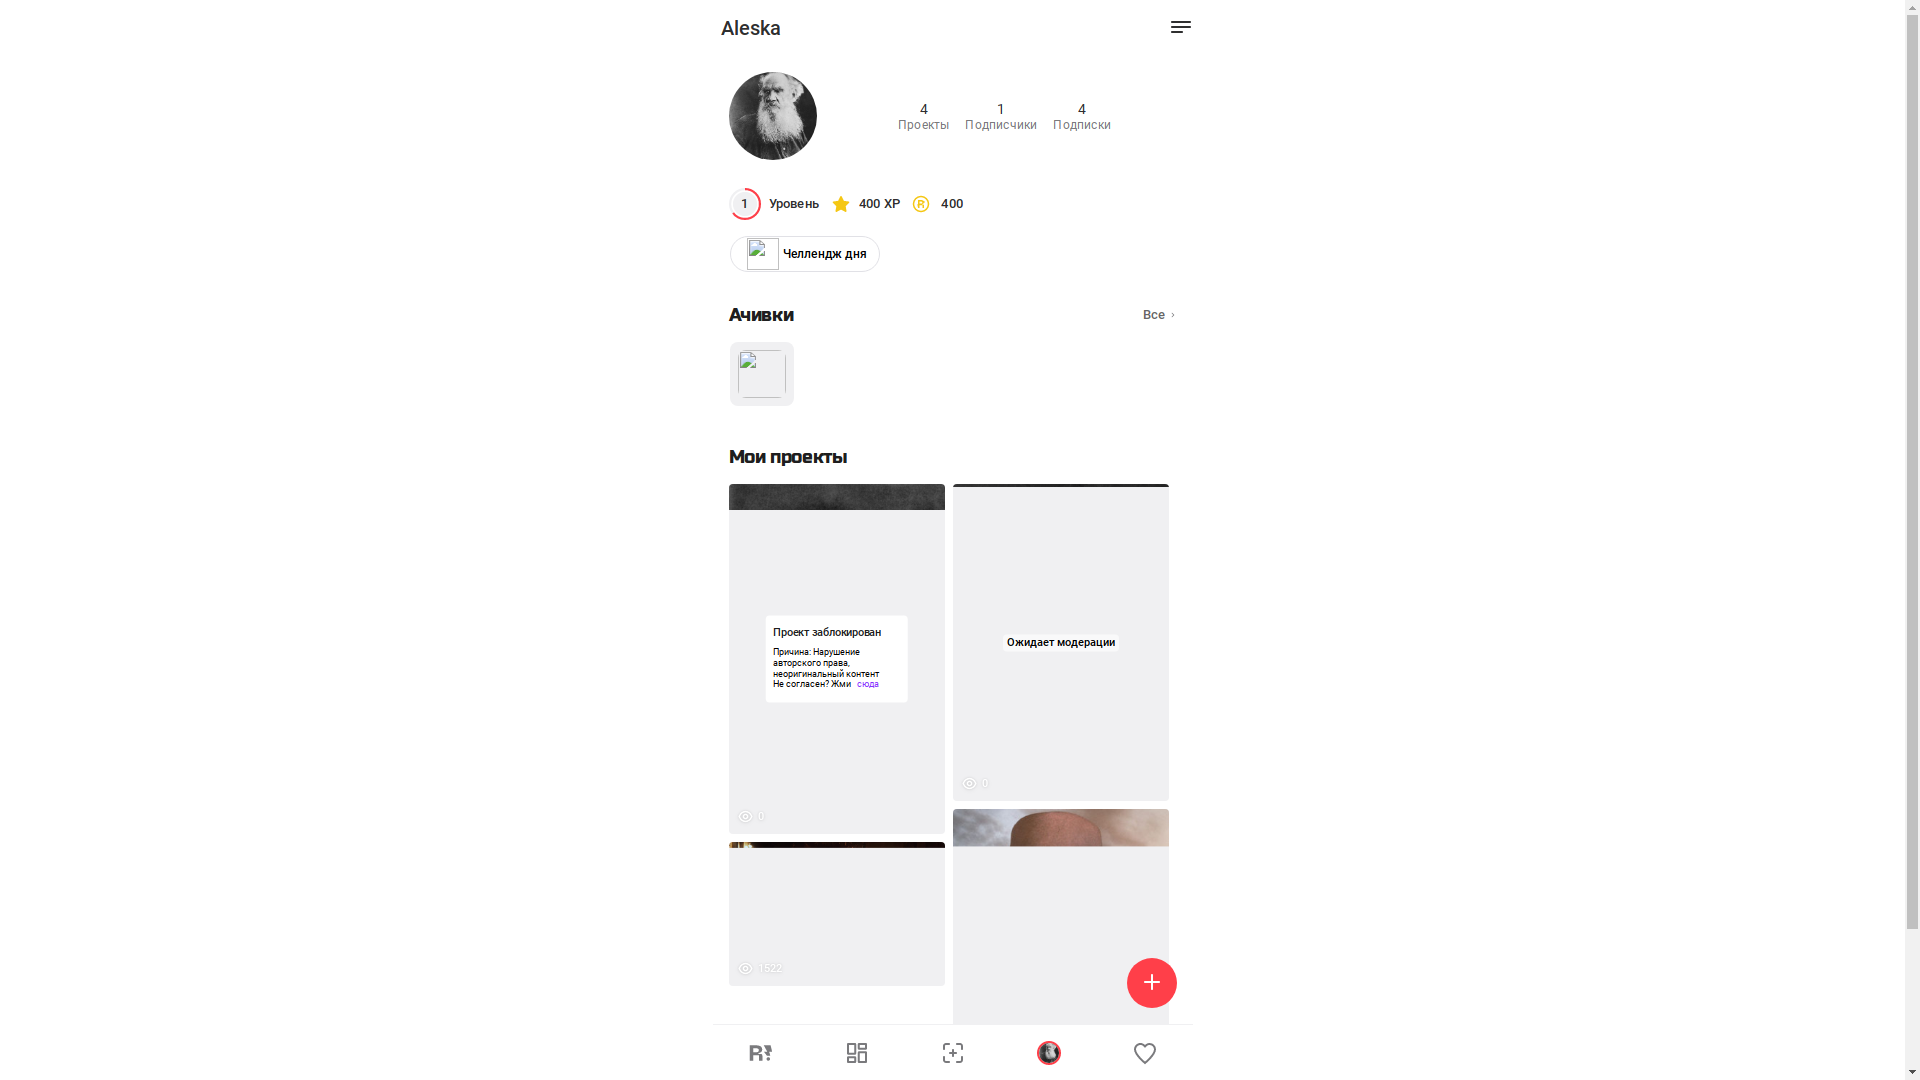 Aleska
4 1 4
Проекты Подписчики Подписки
1 Уровень 400 XP R 400
Челлендж дня
Ачивки Все
Мои проекты
Проект заблокирован
Причина: Нарушение
авторского права,
неоригинальный контент
Не согласен? Жми сюда
Ожидает модерации
0
0
1522
R